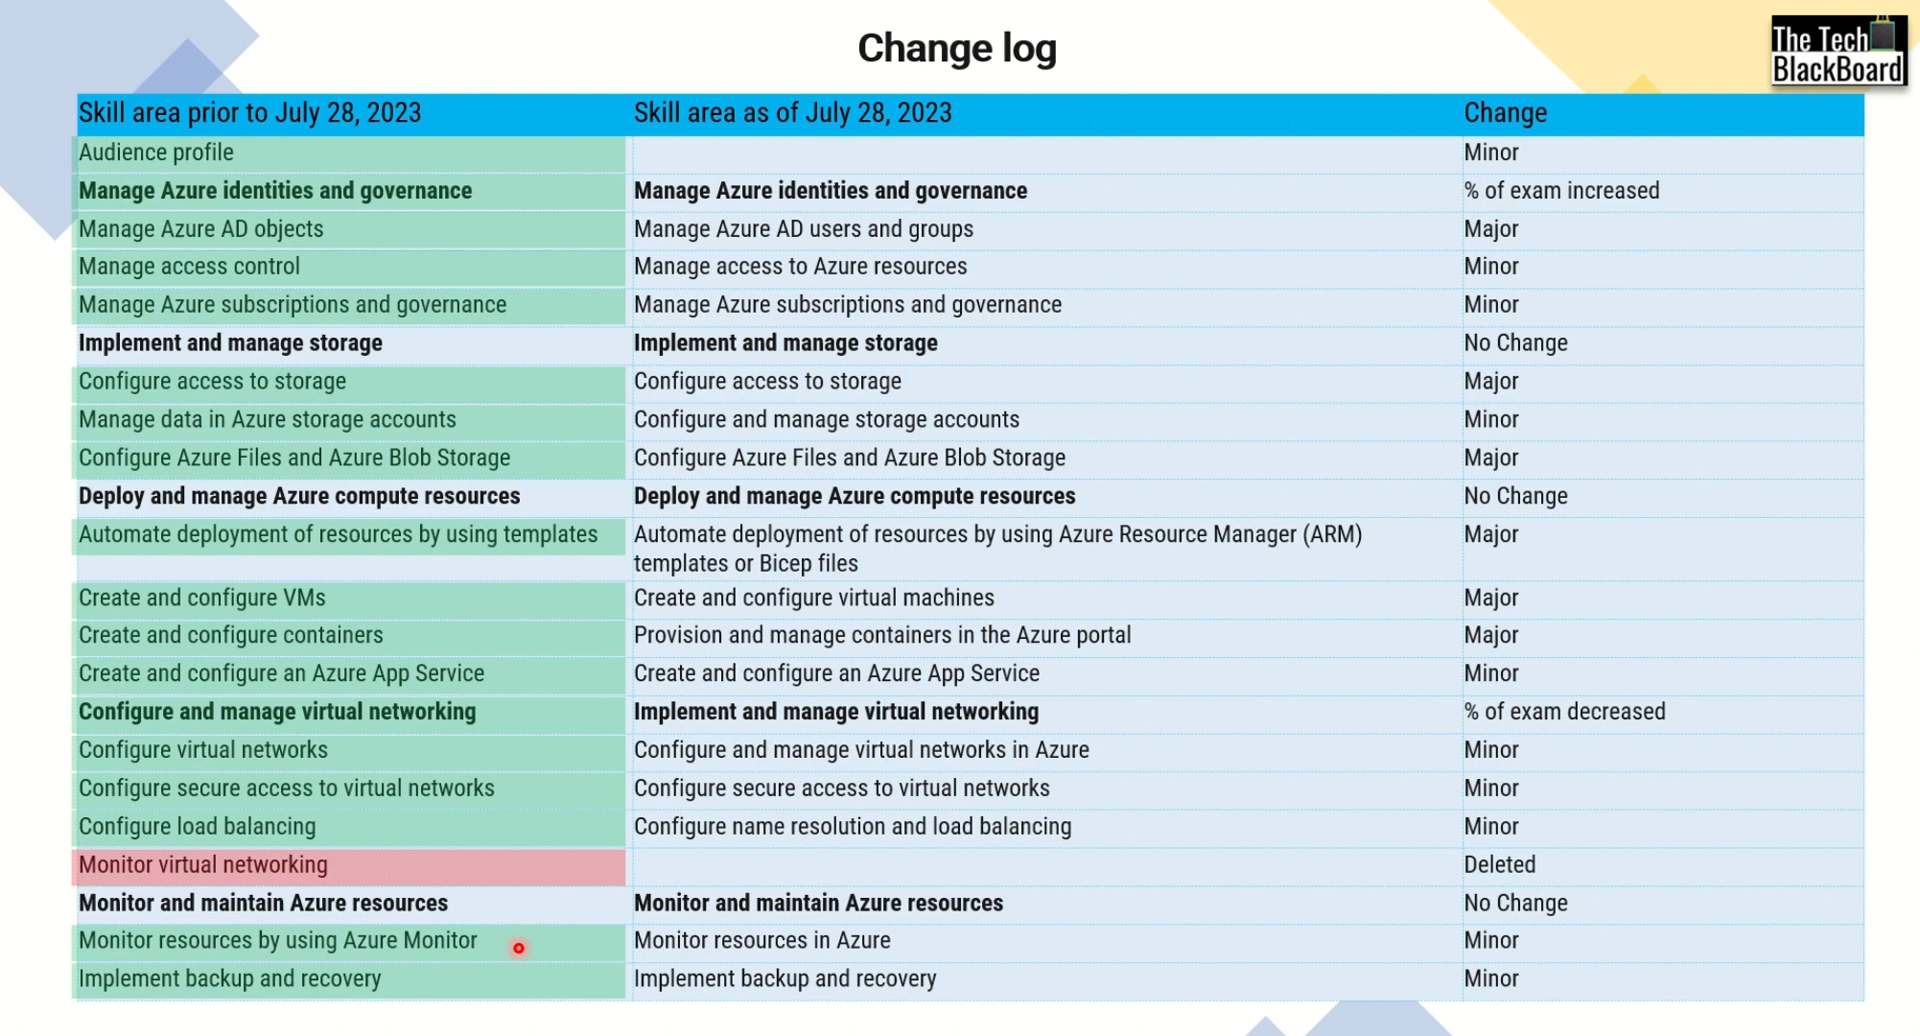 Change log
The Tech
BlackBoard
Skill area prior to July 28, 2023 Skill area as of July 28, 2023 Change
Audience profile Minor
Manage Azure identities and governance Manage Azure identities and governance % of exam increased
Manage Azure AD objects Manage Azure AD users and groups Major
Manage access control Manage access to Azure resources Minor
Manage Azure subscriptions and governance Manage Azure subscriptions and governance Minor
Implement and manage storage Implement and manage storage No Change
Configure access to storage Configure access to storage Major
Manage data in Azure storage accounts Configure and manage storage accounts Minor
Configure Azure Files and Azure Blob Storage Configure Azure Files and Azure Blob Storage Major
Deploy and manage Azure compute resources Deploy and manage Azure compute resources No Change
Automate deployment of resources by using templates Automate deployment of resources by using Azure Resource Manager (ARM) Major
templates or Bicep files
Create and configure VMs Create and configure virtual machines Major
Create and configure containers Provision and manage containers in the Azure portal Major
Create and configure an Azure App Service Create and configure an Azure App Service Minor
Configure and manage virtual networking Implement and manage virtual networking % of exam decreased
Configure virtual networks Configure and manage virtual networks in Azure Minor
Configure secure access to virtual networks Configure secure access to virtual networks Minor
Configure load balancing Configure name resolution and load balancing Minor
Monitor virtual networking Deleted
Monitor and maintain Azure resources Monitor and maintain Azure resources No Change
Monitor resources by using Azure Monitor Monitor resources in Azure Minor
Implement backup and recovery Implement backup and recovery Minor